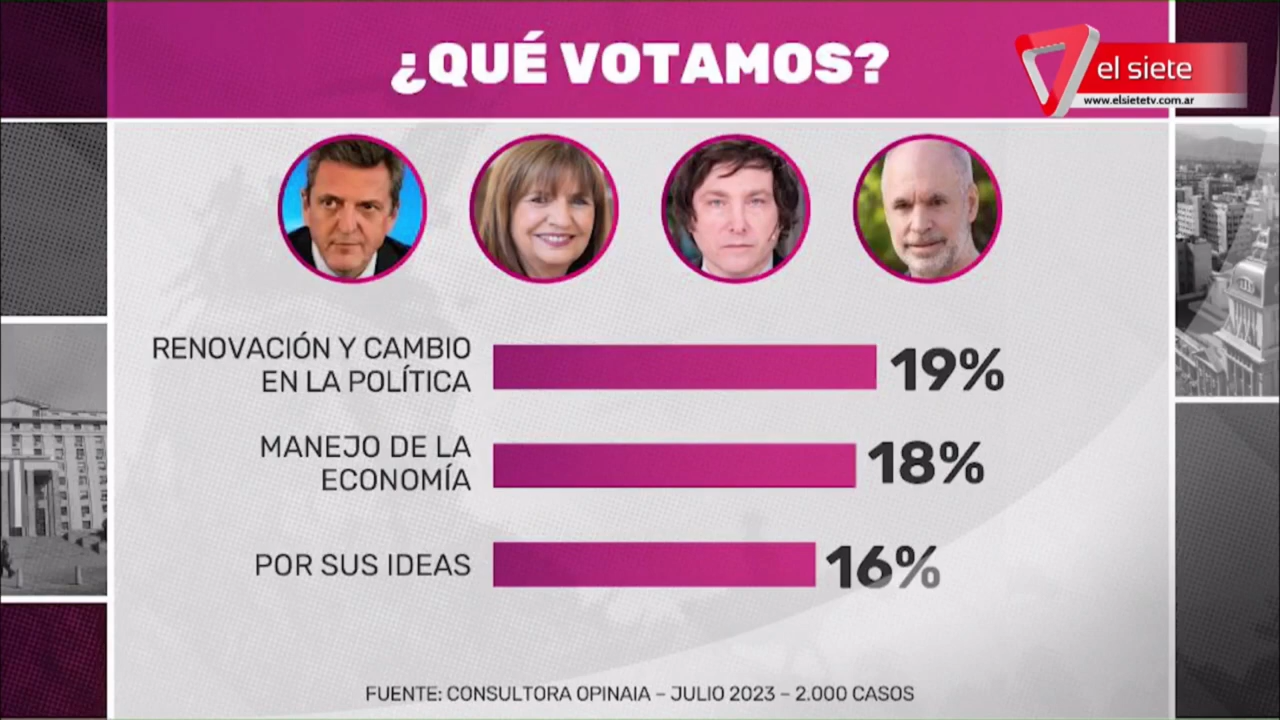 ¿QUÉ VOTAMOS?
el siete
www.elsietetv.com.ar
RENOVACIÓN Y CAMBIO
EN LA POLÍTICA
19%
MANEJO DE LA
ECONOMÍA
18%
POR SUS IDEAS
16%
FUENTE: CONSULTORA OPINAIA – JULIO 2023 – 2.000 CASOS